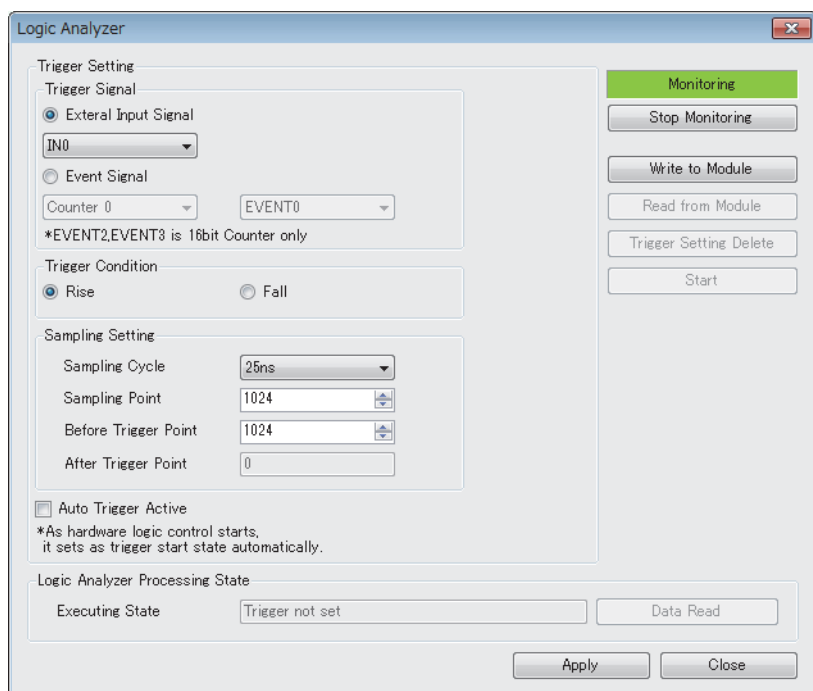 Logic Analyzer
Trigger Setting
Trigger Signal
Exteral Input Signal
IN0
Event Signal
Counter 0 EVENT0
*EVENT2,EVENT3 is 16bit Counter only
Trigger Condition
Rise Fall
Sampling Setting
Sampling Cycle 25ns
Sampling Point 1024
Before Trigger Point 1024
After Trigger Point 0
Auto Trigger Active
*As hardware logic control starts,
it sets as trigger start state automatically.
Monitoring
Stop Monitoring
Write to Module
Read from Module
Trigger Setting Delete
Start
Logic Analyzer Processing State
Executing State Trigger not set Data Read
Apply Close